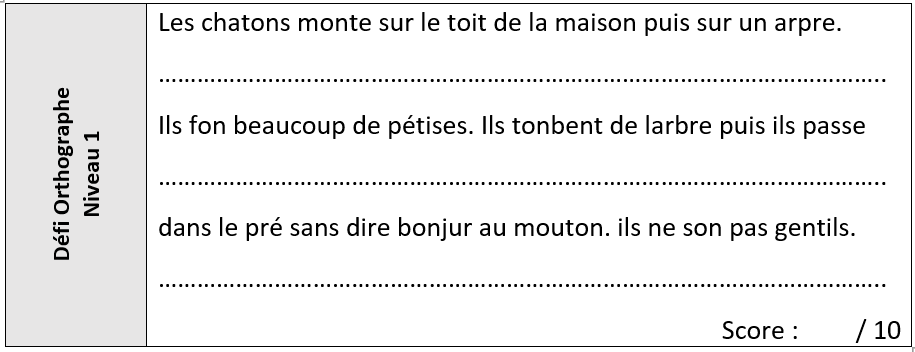 Défi Orthographe
Niveau 1
Les chatons monte sur le toit de la maison puis sur un arpre.
Ils fon beaucoup de pétises. Ils tonbent de larbre puis ils passe
dans le pré sans dire bonjur au mouton. ils ne son pas gentils.
Score : / 10